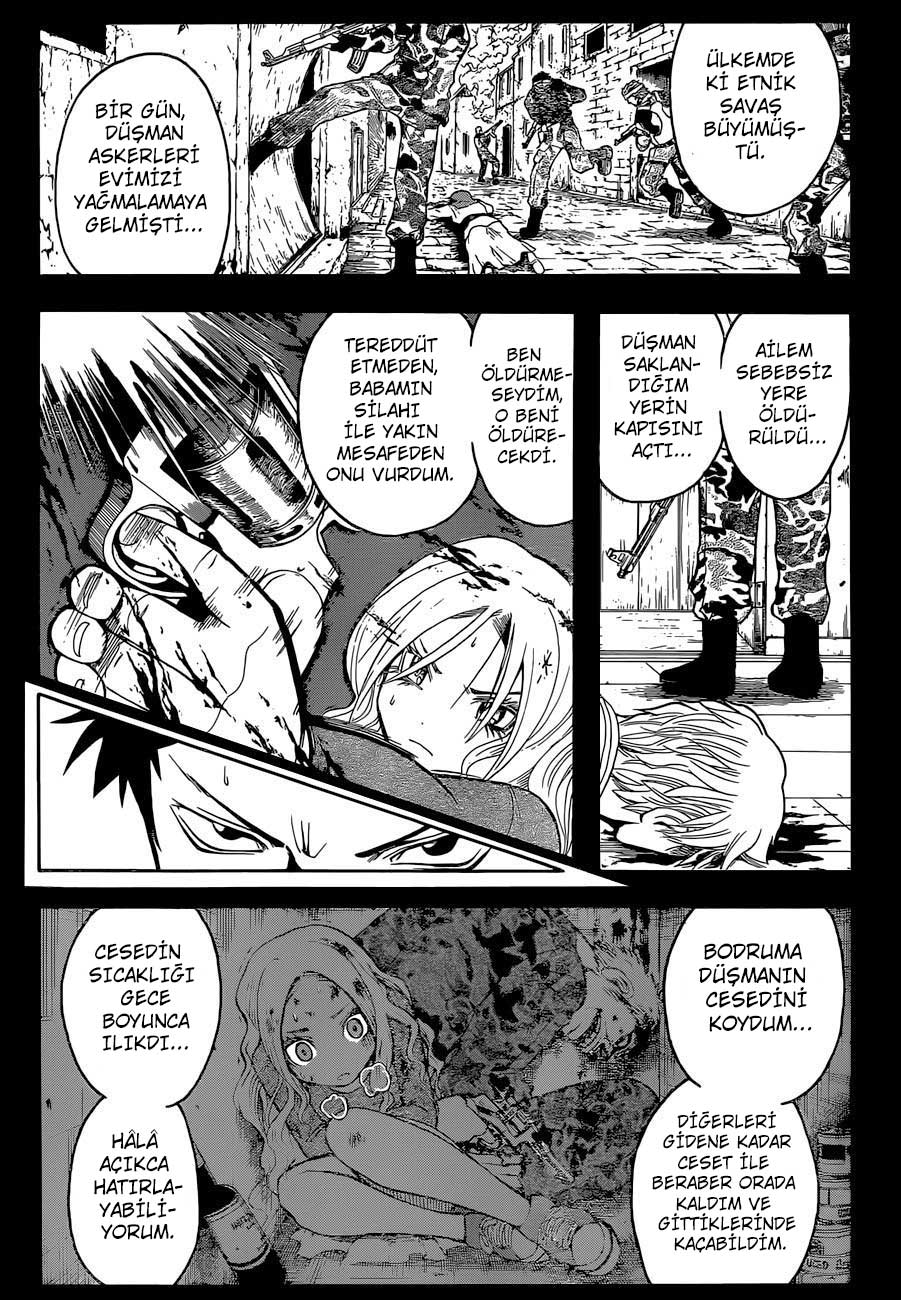 ÜLKEMDE
Kİ ETNİK
SAVAŞ
BÜYÜMÜŞ-
TÜ.
BİR GÜN,
DÜŞMAN
ASKERLERİ
EVİMİZİ
YAĞMALAMAYA
GELMİŞTİ...
AİLEM
SEBEBSİZ
YERE
ÖLDÜ-
RÜLDÜ...
DÜŞMAN
SAKLAN-
DIĞIM
YERİN
KAPISINI
AÇTI...
BEN
ÖLDÜRME-
SEYDİM,
O BENİ
ÖLDÜRE-
CEKDİ.
TEREDDÜT
ETMEDEN,
BABAMIN
SİLAHI
İLE YAKIN
MESAFEDEN
ONU VURDUM.
BODRUMA
DÜŞMANIN
CESEDİNİ
KOYDUM...
DİĞERLERİ
GİDENE KADAR
CESET İLE
BERABER ORADA
KALDIM VE
GİTTİKLERİNDE
KAÇABİLDİM.
CESEDİN
SICAKLIĞI
GECE
BOYUNCA
ILIKDI...
HÂLÂ
AÇIKCA
HATIRLA-
YABİLİ-
YORUM.